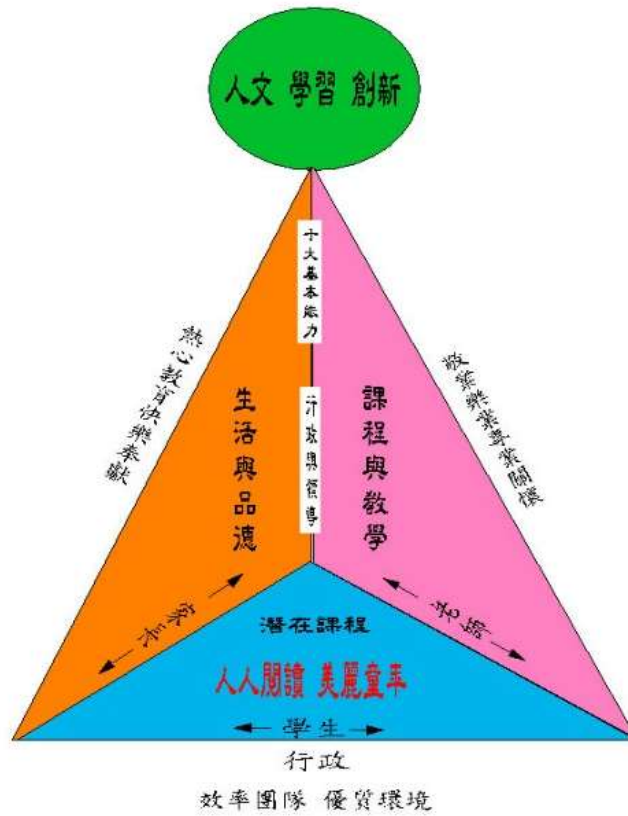 人文 學習 創新
十大基本能力
行政與領導
熱心教育快樂奉獻
生活與品德
課程與教學
敬業樂業專業關懷
家長
老師
潛在課程
人人閱讀 美麗童年
學生
行政
效率團隊 優質環境